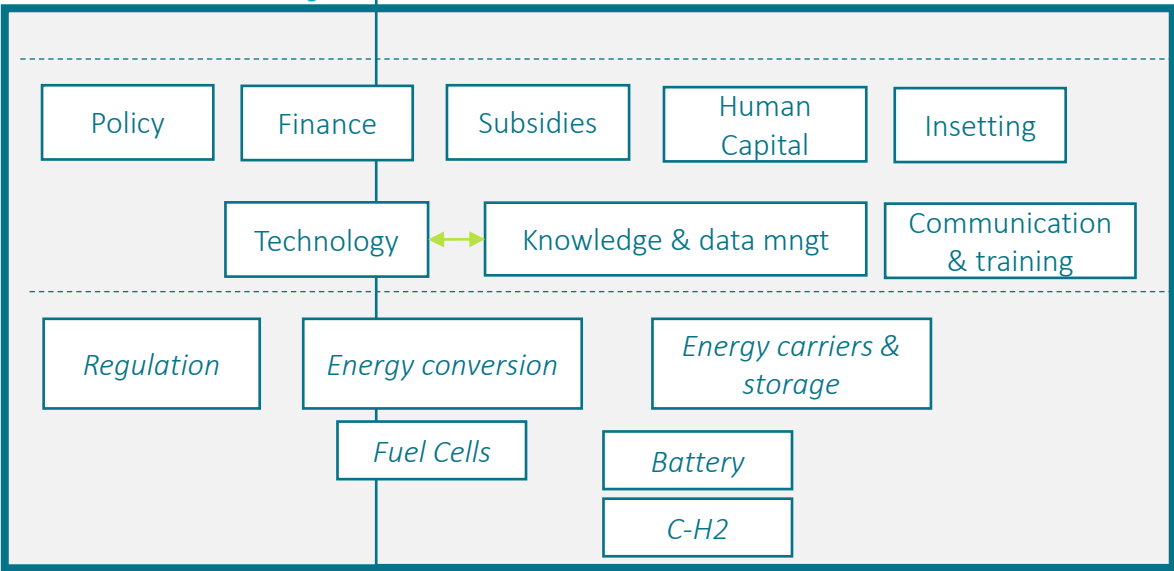 Policy
Finance
Subsidies
Human
Capital
Insetting
Technology
Knowledge & data mngt
Communication
& training
Regulation
Energy conversion
Energy carriers &
storage
Fuel Cells
Battery
C-H2